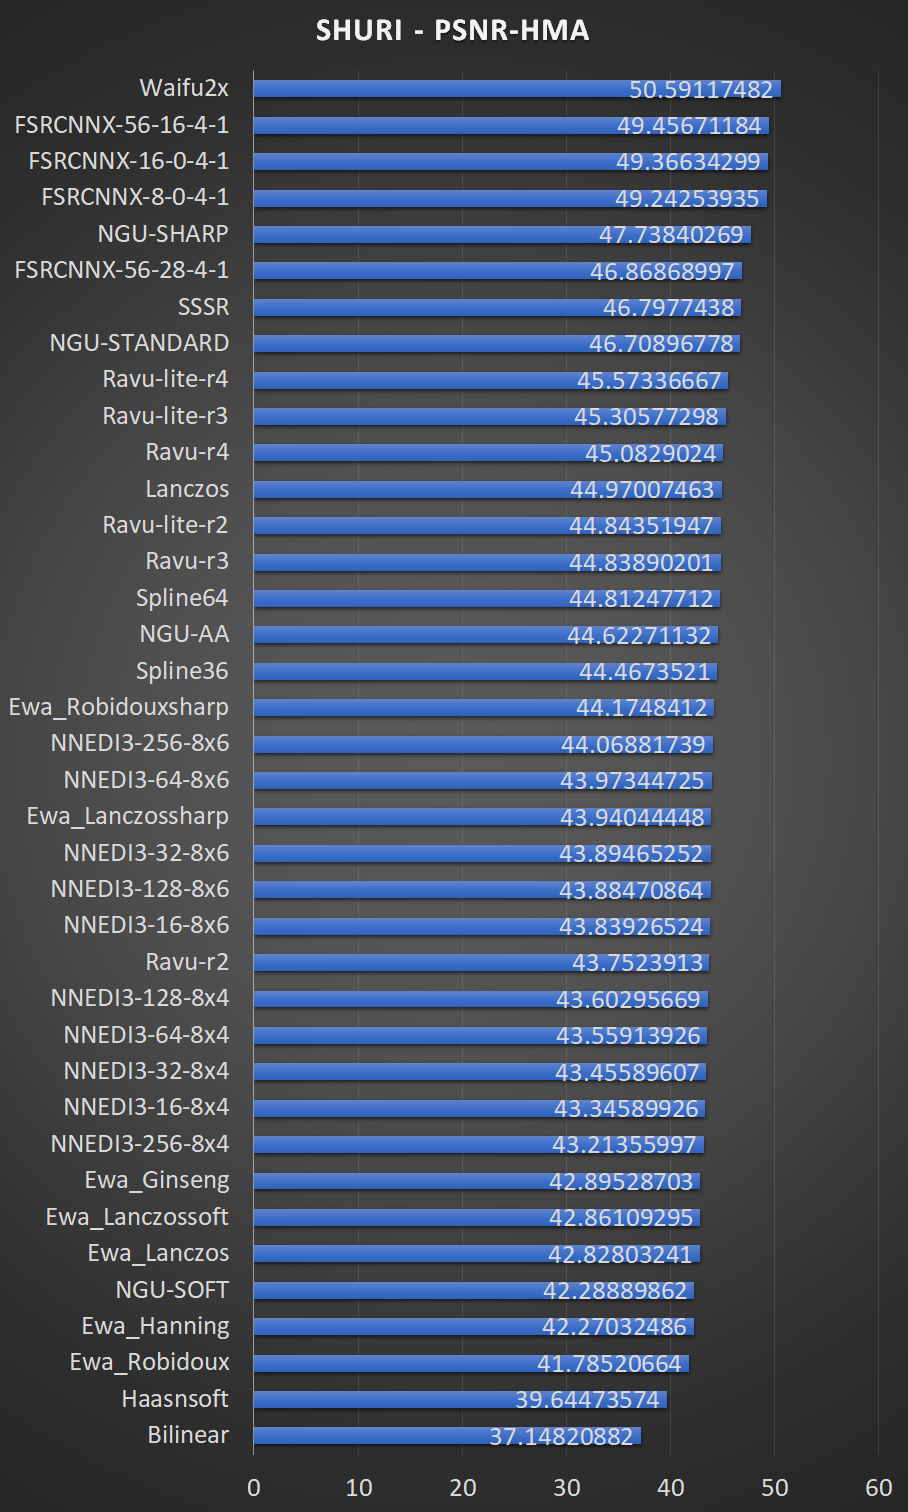 SHURI - PSNR-HMA
Waifu2x 50.59117482
FSRCNNX-56-16-4-1 49.45671184
FSRCNNX-16-0-4-1 49.36634299
FSRCNNX-8-0-4-1 49.24253935
NGU-SHARP 47.73840269
FSRCNNX-56-28-4-1 46.86868997
SSSR 46.7977438
NGU-STANDARD 46.70896778
Ravu-lite-r4 45.57336667
Ravu-lite-r3 45.30577298
Ravu-r4 45.0829024
Lanczos 44.97007463
Ravu-lite-r2 44.84351947
Ravu-r3 44.83890201
Spline64 44.81247712
NGU-AA 44.62271132
Spline36 44.4673521
Ewa_Robidouxsharp 44.1748412
NNEDI3-256-8x6 44.06881739
NNEDI3-64-8x6 43.97344725
Ewa_Lanczossharp 43.94044448
NNEDI3-32-8x6 43.89465252
NNEDI3-128-8x6 43.88470864
NNEDI3-16-8x6 43.83926524
Ravu-r2 43.7523913
NNEDI3-128-8x4 43.60295669
NNEDI3-64-8x4 43.55913926
NNEDI3-32-8x4 43.45589607
NNEDI3-16-8x4 43.34589926
NNEDI3-256-8x4 43.21355997
Ewa_Ginseng 42.89528703
Ewa_Lanczossoft 42.86109295
Ewa_Lanczos 42.82803241
NGU-SOFT 42.28889862
Ewa_Hanning 42.27032486
Ewa_Robidoux 41.78520664
Haasnsoft 39.64473574
Bilinear 37.14820882
0 10 20 30 40 50 60